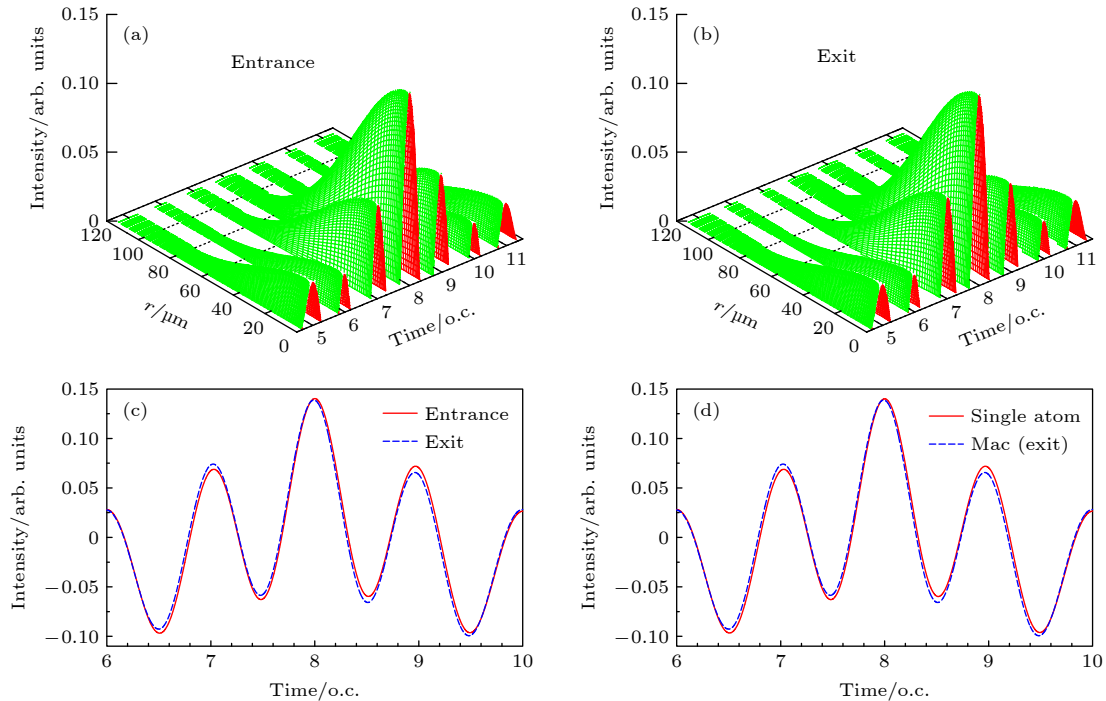 (a)
Entrance
Intensity/arb. units
0.15
0.10
0.05
0
120
100
80
60
40
20
0
r/μm
5
6
7
8
9
10
11
Time/o.c.
(b)
Exit
Intensity/arb. units
0.15
0.10
0.05
0
120
100
80
60
40
20
0
r/μm
5
6
7
8
9
10
11
Time/o.c.
(c)
Entrance
Exit
Intensity/arb. units
0.15
0.10
0.05
0
−0.05
−0.10
6
7
8
9
10
Time/o.c.
(d)
Single atom
Mac (exit)
Intensity/arb. units
0.15
0.10
0.05
0
−0.05
−0.10
6
7
8
9
10
Time/o.c.